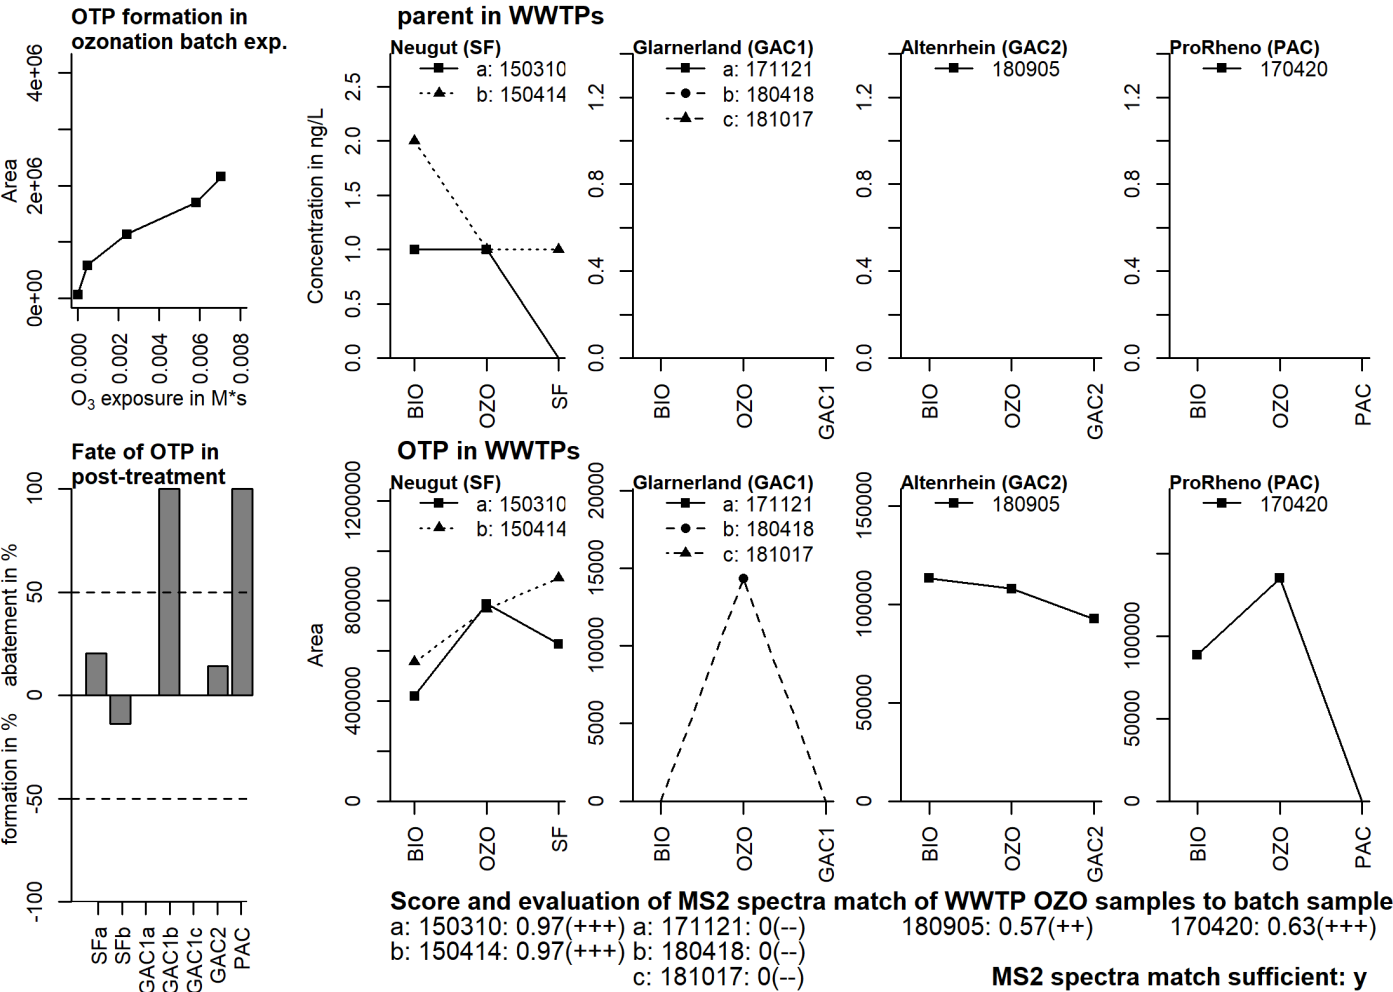 OTP formation in
ozonation batch exp.
Area
4e+06
2e+06
0e+00
0.000
0.002
0.004
0.006
0.008
O3 exposure in M*s
parent in WWTPs
Concentration in ng/L
Neugut (SF)
a: 150310
b: 150414
2.5
2.0
1.5
1.0
0.5
0.0
BIO
OZO
SF
Glarnerland (GAC1)
a: 171121
b: 180418
c: 181017
1.2
0.8
0.4
0.0
BIO
OZO
GAC1
Altenrhein (GAC2)
180905
1.2
0.8
0.4
0.0
BIO
OZO
GAC2
ProRheno (PAC)
170420
1.2
0.8
0.4
0.0
BIO
OZO
PAC
Fate of OTP in
post-treatment
abatement in %
formation in %
100
50
0
-50
-100
SFa
SFb
GAC1a
GAC1b
GAC1c
GAC2
PAC
OTP in WWTPs
Area
Neugut (SF)
a: 150310
b: 150414
1200000
800000
400000
0
BIO
OZO
SF
Glarnerland (GAC1)
a: 171121
b: 180418
c: 181017
20000
15000
10000
5000
0
BIO
OZO
GAC1
Altenrhein (GAC2)
180905
150000
100000
50000
0
BIO
OZO
GAC2
ProRheno (PAC)
170420
100000
50000
0
BIO
OZO
PAC
Score and evaluation of MS2 spectra match of WWTP OZO samples to batch sample
a: 150310: 0.97(+++)
b: 150414: 0.97(+++)
a: 171121: 0(--)
b: 180418: 0(--)
c: 181017: 0(--)
180905: 0.57(++)
170420: 0.63(+++)
MS2 spectra match sufficient: y